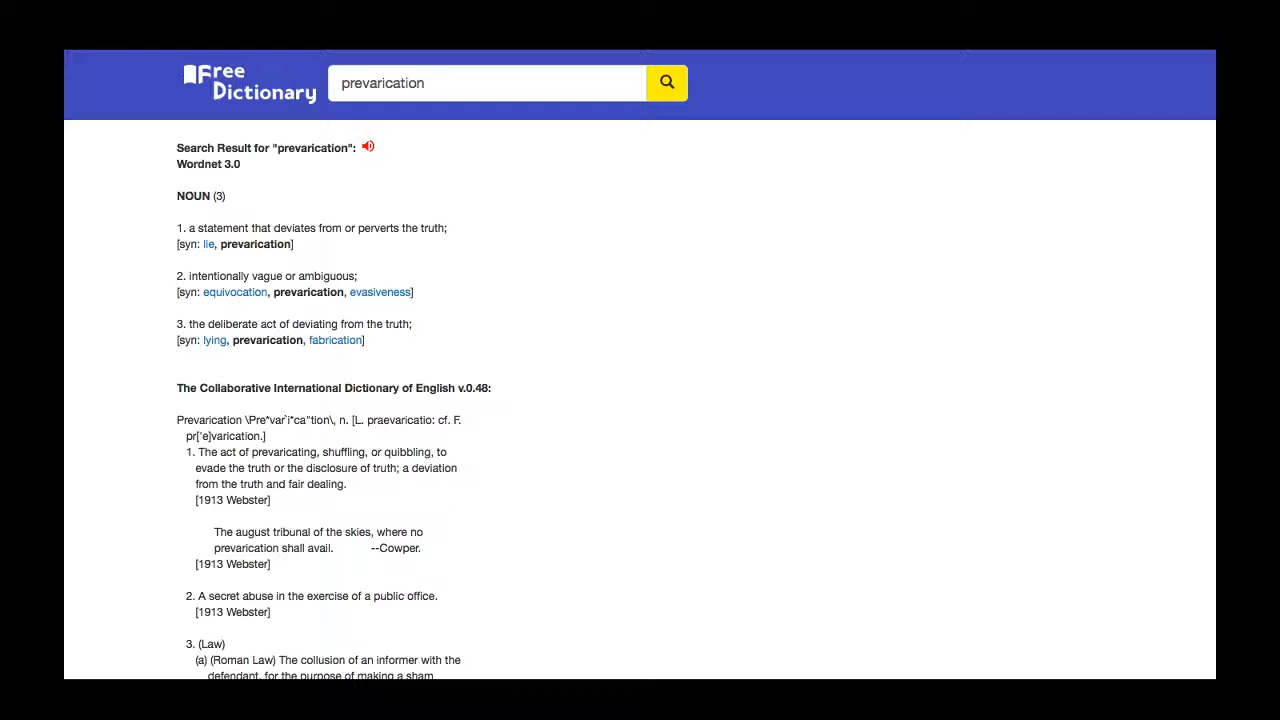 Free
Dictionary
prevarication
Search Result for "prevarication":
Wordnet 3.0
NOUN (3)
1. a statement that deviates from or perverts the truth;
[syn: lie, prevarication]
2. intentionally vague or ambiguous;
[syn: equivocation, prevarication, evasiveness]
3. the deliberate act of deviating from the truth;
[syn: lying, prevarication, fabrication]
The Collaborative International Dictionary of English v.0.48:
Prevarication \Pre*var`i*ca"tion\, n. [L. praevaricatio: cf. F.
pr['e]varication.]
1. The act of prevaricating, shuffling, or quibbling, to
evade the truth or the disclosure of truth; a deviation
from the truth and fair dealing.
[1913 Webster]
The august tribunal of the skies, where no
prevarication shall avail. --Cowper.
[1913 Webster]
2. A secret abuse in the exercise of a public office.
[1913 Webster]
3. (Law)
(a) (Roman Law) The collusion of an informer with the
defendant, for the purpose of making a sham